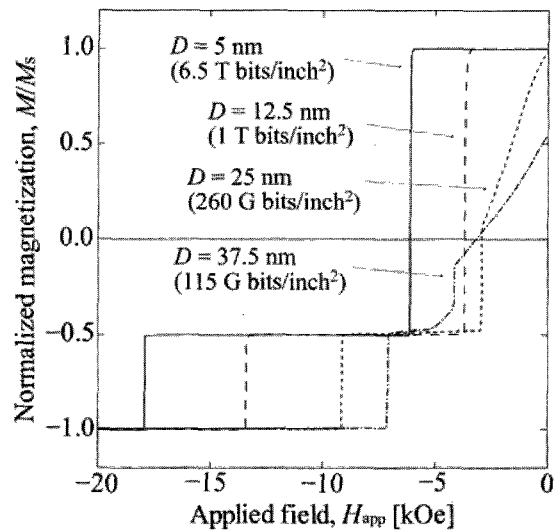 1.0
0.5
0.0
−0.5
−1.0
Normalized magnetization, M/Ms
D = 5 nm
(6.5 T bits/inch²)
D = 12.5 nm
(1 T bits/inch²)
D = 25 nm
(260 G bits/inch²)
D = 37.5 nm
(115 G bits/inch²)
−20 −15 −10 −5 0
Applied field, Happ [kOe]